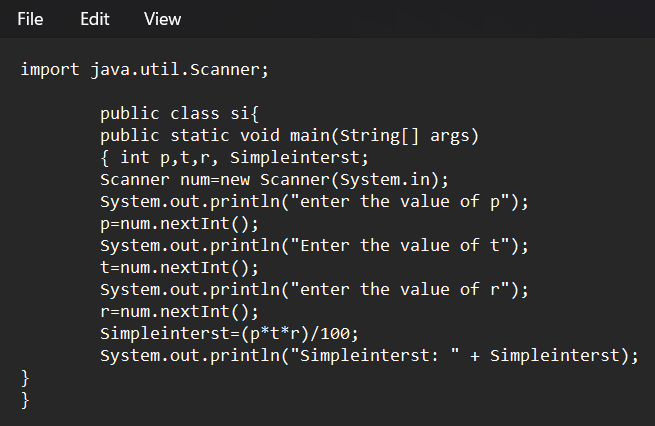 File Edit View
import java.util.Scanner;
public class si{
public static void main(String[] args)
{ int p,t,r, Simpleinterst;
Scanner num=new Scanner(System.in);
System.out.println("enter the value of p");
p=num.nextInt();
System.out.println("Enter the value of t");
t=num.nextInt();
System.out.println("enter the value of r");
r=num.nextInt();
Simpleinterst=(p*t*r)/100;
System.out.println("Simpleinterst: " + Simpleinterst);
}
}